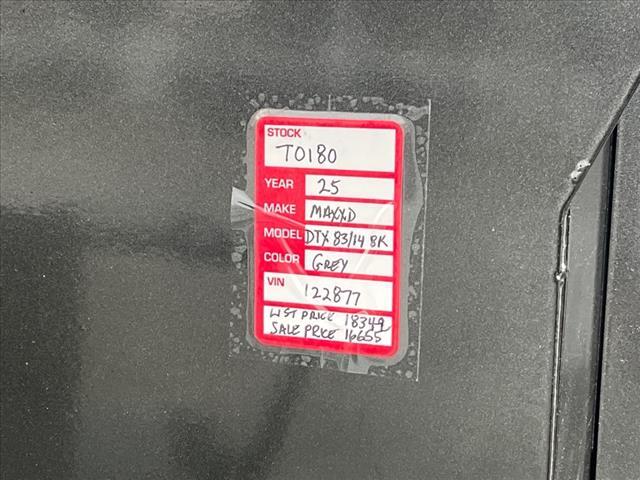 STOCK
T0180
YEAR 25
MAKE MAXXD
MODEL DTX 83/14 8K
COLOR GREY
VIN
122877
LIST PRICE 18349
SALE PRICE 16655